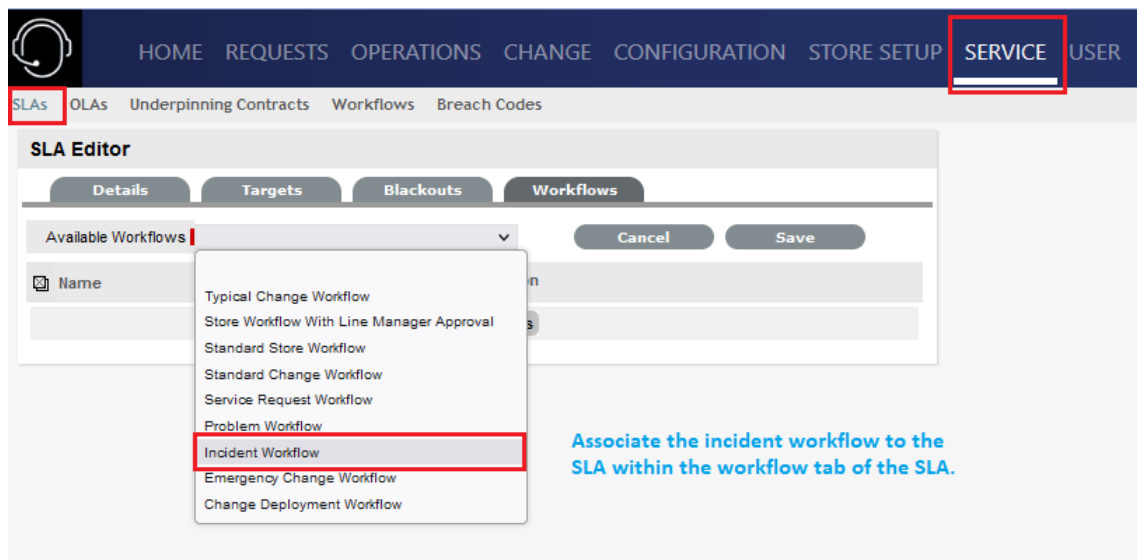 HOME REQUESTS OPERATIONS CHANGE CONFIGURATION STORE SETUP SERVICE USER
SLAs OLAs Underpinning Contracts Workflows Breach Codes
SLA Editor
Details Targets Blackouts Workflows
Available Workflows Cancel Save
Name
Typical Change Workflow
Store Workflow With Line Manager Approval
Standard Store Workflow
Standard Change Workflow
Service Request Workflow
Problem Workflow
Incident Workflow
Emergency Change Workflow
Change Deployment Workflow
Associate the incident workflow to the
SLA within the workflow tab of the SLA.